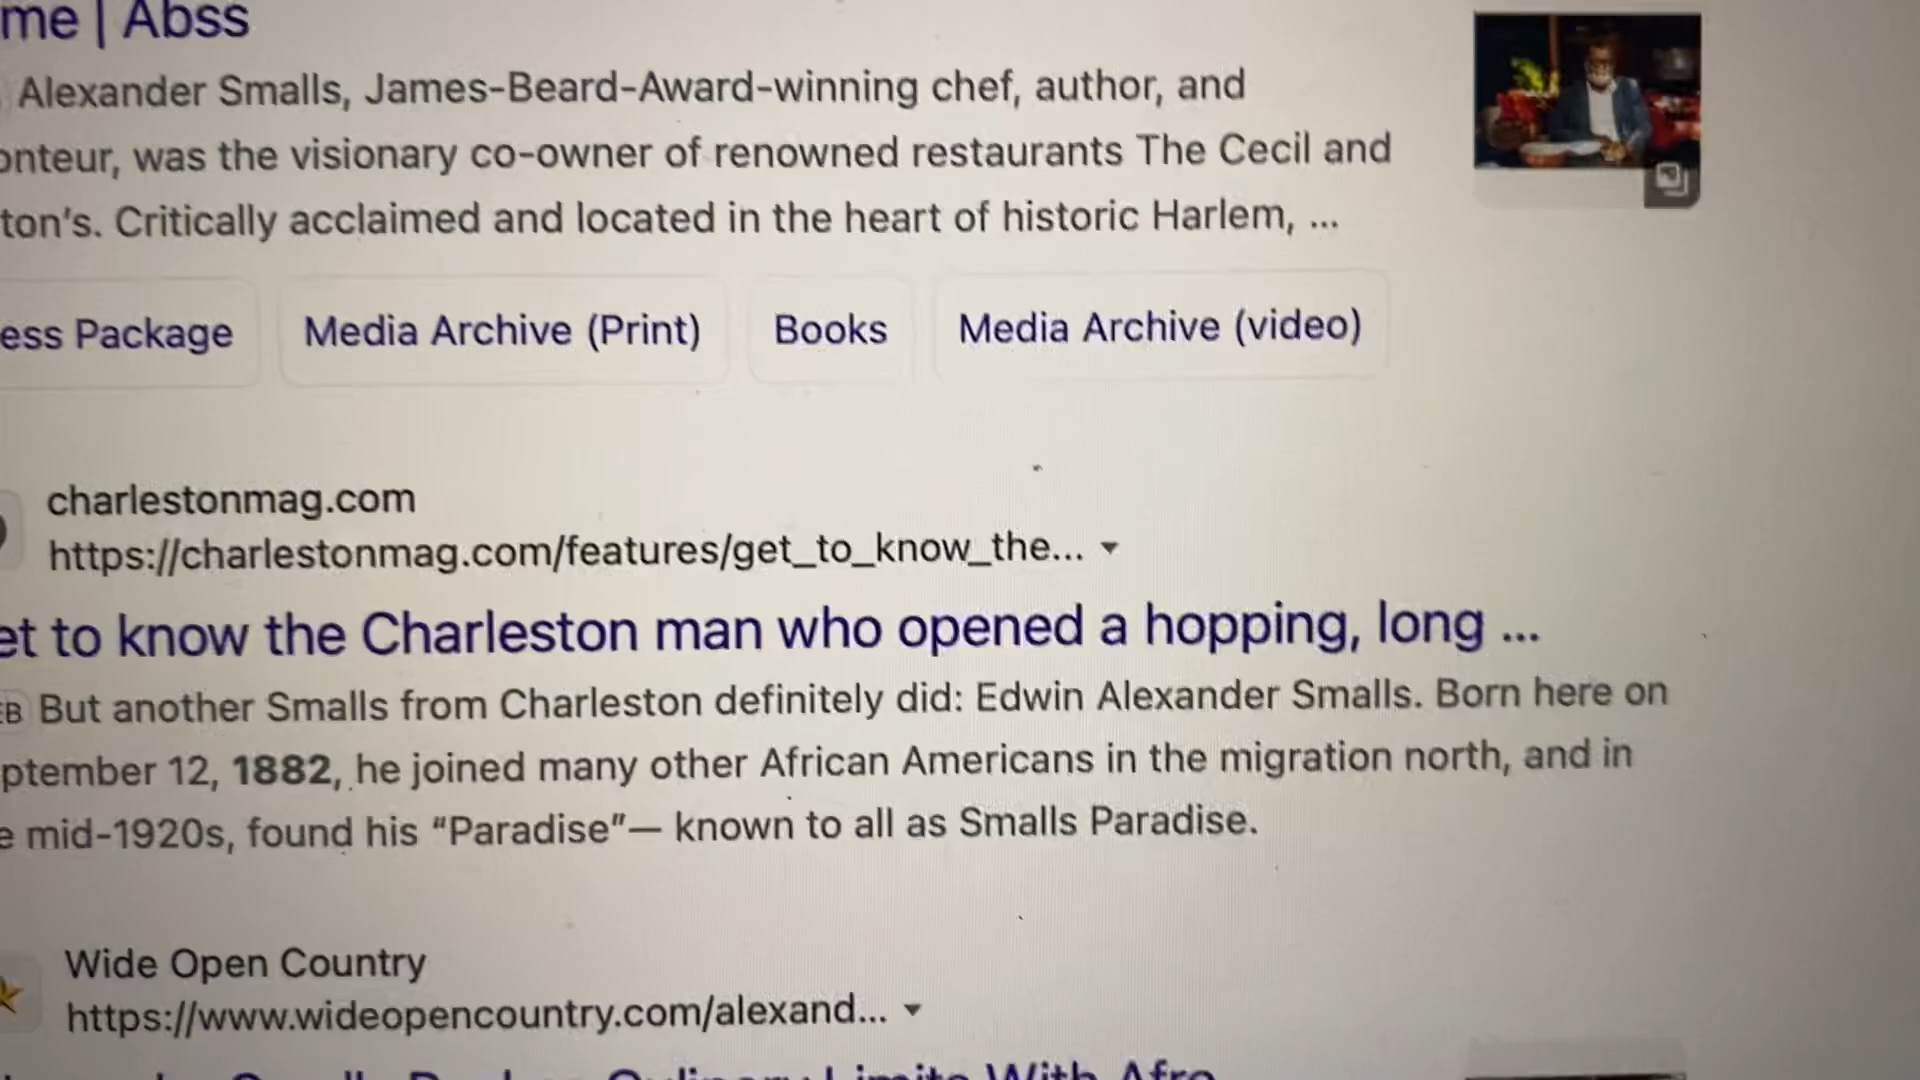 me | Abss
Alexander Smalls, James-Beard-Award-winning chef, author, and
onteur, was the visionary co-owner of renowned restaurants The Cecil and
ton's. Critically acclaimed and located in the heart of historic Harlem, ...
ess Package Media Archive (Print) Books Media Archive (video)
charlestonmag.com
https://charlestonmag.com/features/get_to_know_the...
et to know the Charleston man who opened a hopping, long ...
EB But another Smalls from Charleston definitely did: Edwin Alexander Smalls. Born here on
ptember 12, 1882, he joined many other African Americans in the migration north, and in
e mid-1920s, found his “Paradise”— known to all as Smalls Paradise.
Wide Open Country
https://www.wideopencountry.com/alexand...
With Afro